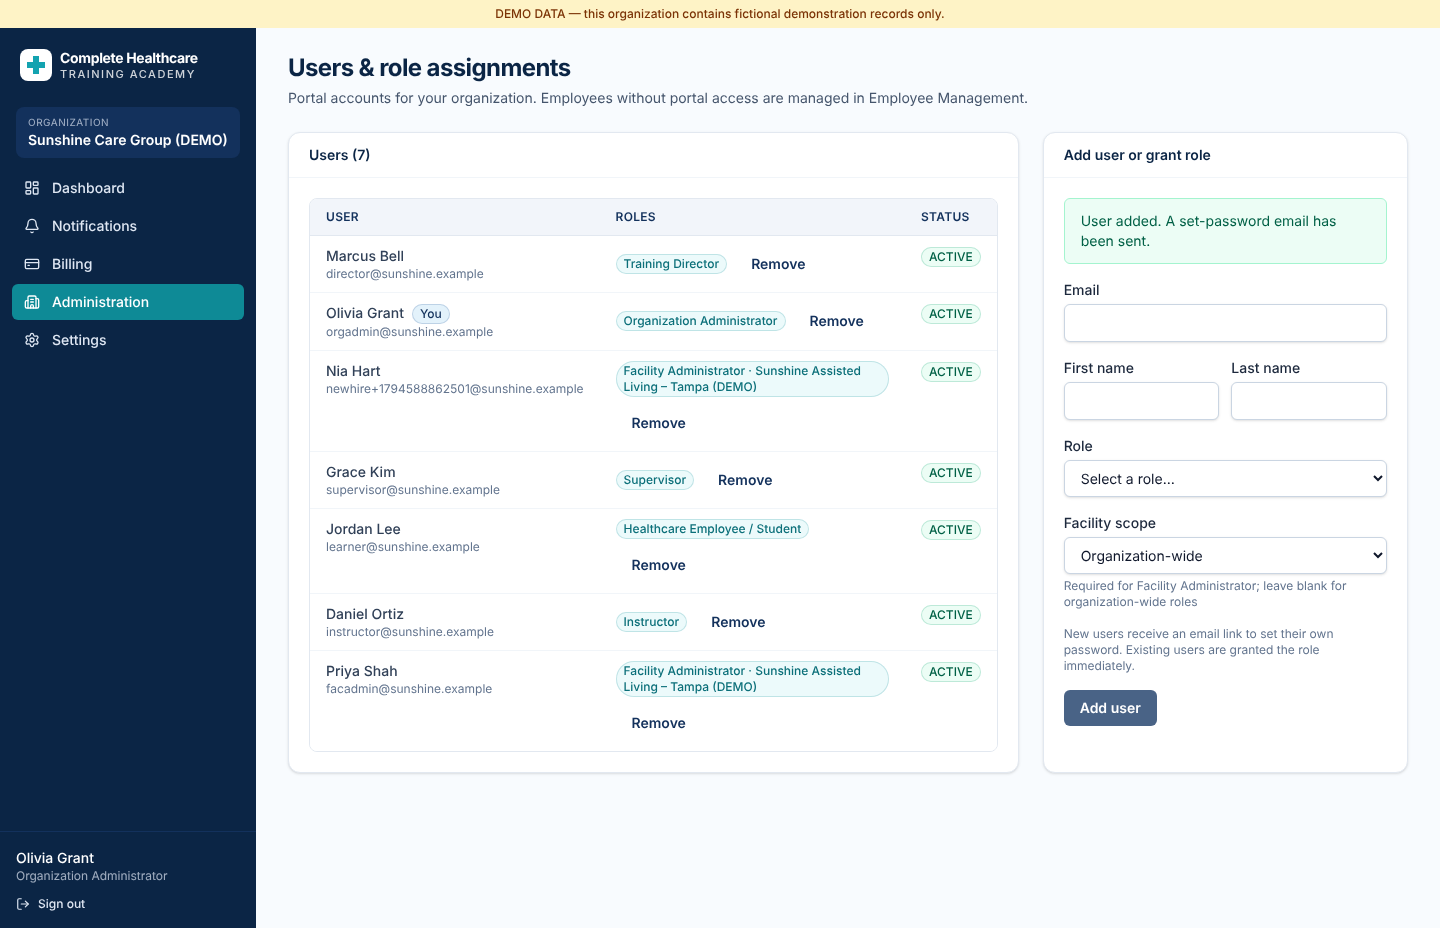 DEMO DATA — this organization contains fictional demonstration records only.
Complete Healthcare
TRAINING ACADEMY
ORGANIZATION
Sunshine Care Group (DEMO)
Dashboard
Notifications
Billing
Administration
Settings
Olivia Grant
Organization Administrator
Sign out
Users & role assignments
Portal accounts for your organization. Employees without portal access are managed in Employee Management.
Users (7)
USER ROLES STATUS
Marcus Bell
director@sunshine.example
Training Director Remove ACTIVE
Olivia Grant You
orgadmin@sunshine.example
Organization Administrator Remove ACTIVE
Nia Hart
newhire+1794588862501@sunshine.example
Facility Administrator · Sunshine Assisted
Living – Tampa (DEMO)
Remove
ACTIVE
Grace Kim
supervisor@sunshine.example
Supervisor Remove ACTIVE
Jordan Lee
learner@sunshine.example
Healthcare Employee / Student
Remove
ACTIVE
Daniel Ortiz
instructor@sunshine.example
Instructor Remove ACTIVE
Priya Shah
facadmin@sunshine.example
Facility Administrator · Sunshine Assisted
Living – Tampa (DEMO)
Remove
ACTIVE
Add user or grant role
User added. A set-password email has
been sent.
Email
First name Last name
Role
Select a role...
Facility scope
Organization-wide
Required for Facility Administrator; leave blank for
organization-wide roles
New users receive an email link to set their own
password. Existing users are granted the role
immediately.
Add user